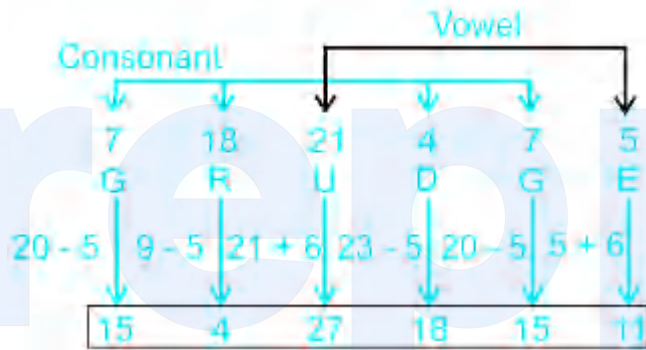 Vowel
Consonant
7 18 21 4 7 5
G R U D G E
20 - 5 9 - 5 21 + 6 23 - 5 20 - 5 5 + 6
15 4 27 18 15 11